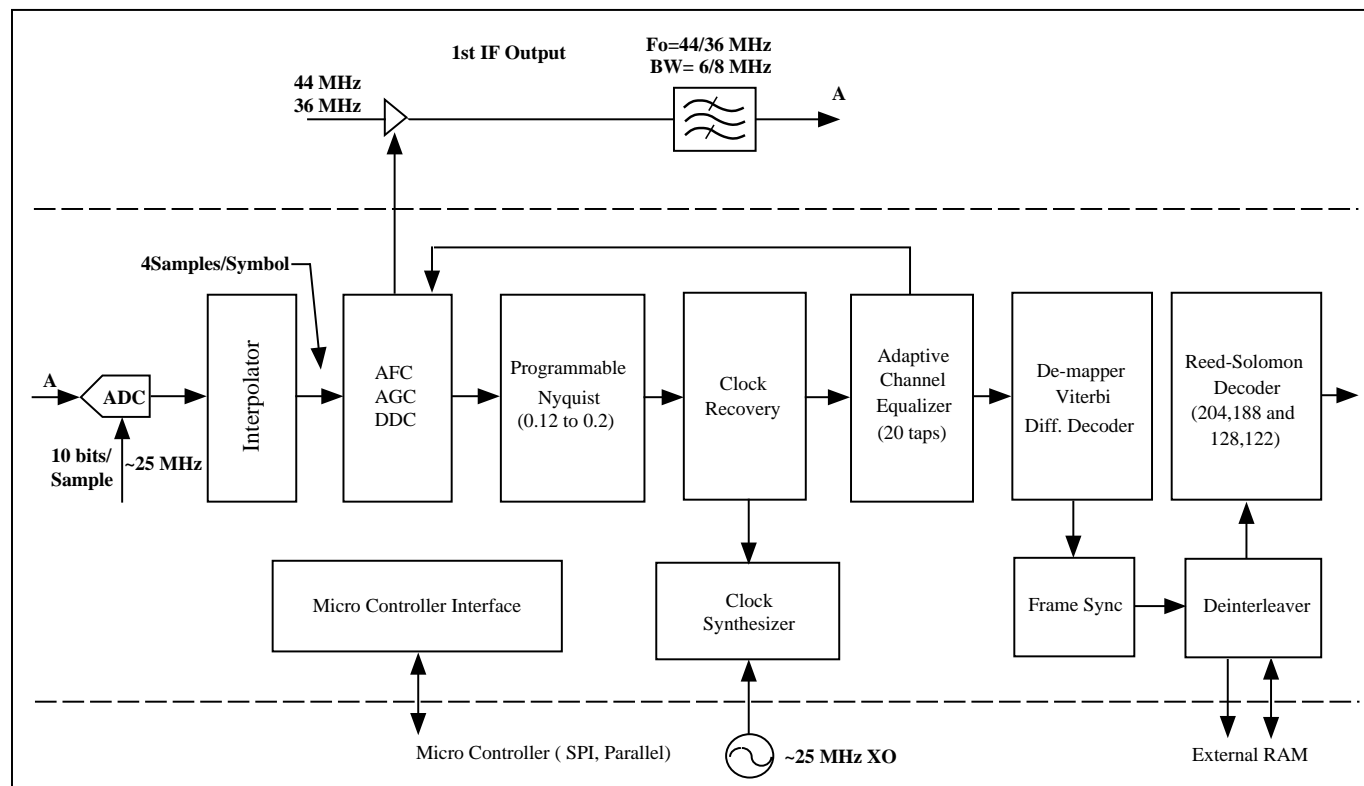 1st IF Output
Fo=44/36 MHz
BW= 6/8 MHz
44 MHz
36 MHz
A
4Samples/Symbol
A
ADC
10 bits/
Sample
~25 MHz
Interpolator
AFC
AGC
DDC
Programmable
Nyquist
(0.12 to 0.2)
Clock
Recovery
Adaptive
Channel
Equalizer
(20 taps)
De-mapper
Viterbi
Diff. Decoder
Reed-Solomon
Decoder
(204,188 and
128,122)
Micro Controller Interface
Clock
Synthesizer
Frame Sync
Deinterleaver
Micro Controller ( SPI, Parallel)
~25 MHz XO
External RAM